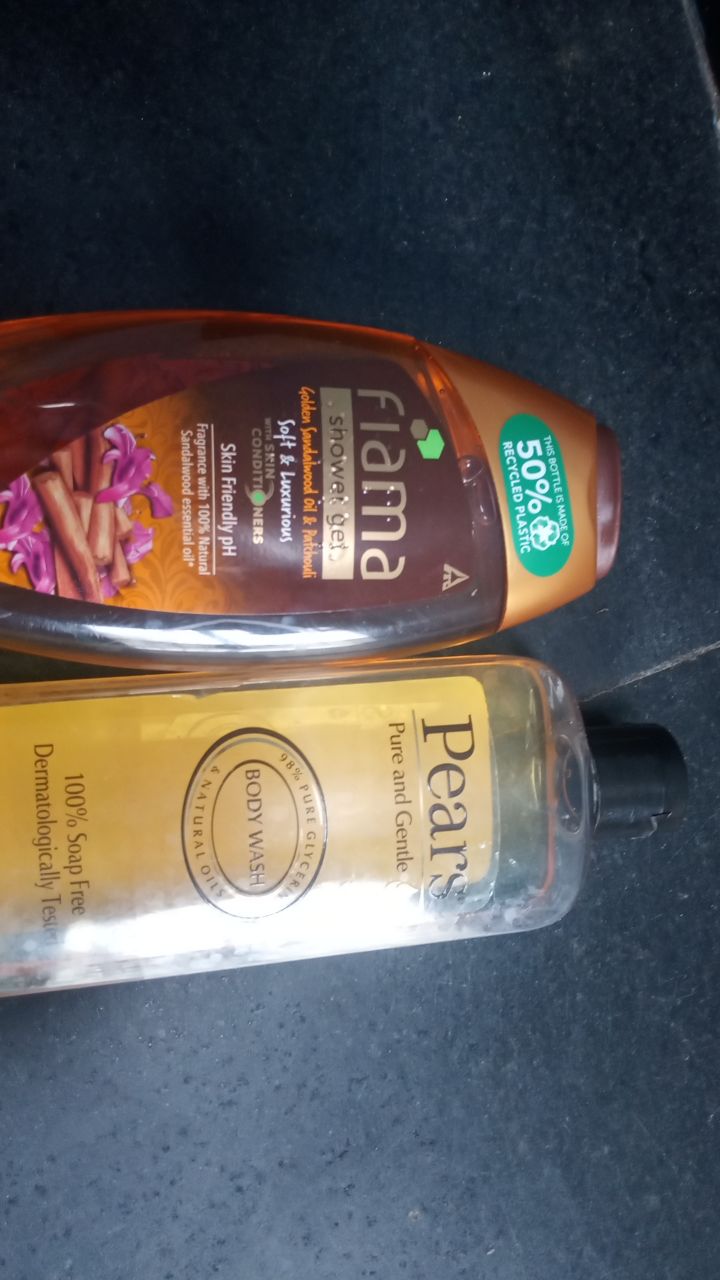 THIS BOTTLE IS MADE OF
50%
RECYCLED PLASTIC
fiama
shower gel
Golden Sandalwood Oil & Patchouli
Soft & Luxurious
WITH SKIN
CONDITIONERS
Skin Friendly pH
Fragrance with 100% Natural
Sandalwood essential oil*
Pears
Pure and Gentle
98% PURE GLYCERIN
BODY WASH
& NATURAL OILS
100% Soap Free
Dermatologically